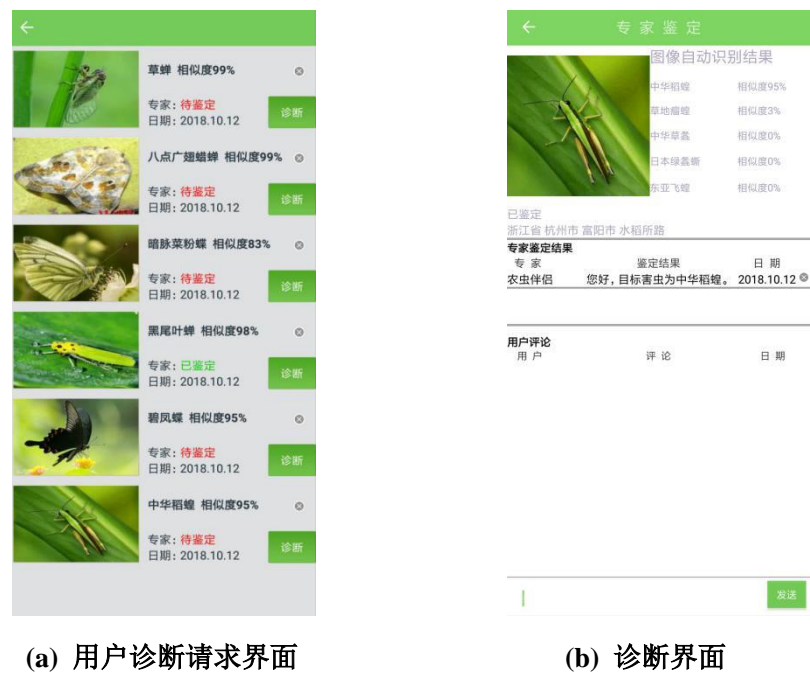 草蝉 相似度99%
专家: 待鉴定
日期: 2018.10.12
诊断
八点广翅蜡蝉 相似度99%
专家: 待鉴定
日期: 2018.10.12
诊断
暗脉菜粉蝶 相似度83%
专家: 待鉴定
日期: 2018.10.12
诊断
黑尾叶蝉 相似度98%
专家: 已鉴定
日期: 2018.10.12
诊断
碧凤蝶 相似度95%
专家: 待鉴定
日期: 2018.10.12
诊断
中华稻蝗 相似度95%
专家: 待鉴定
日期: 2018.10.12
诊断
(a) 用户诊断请求界面
专 家 鉴 定
图像自动识别结果
中华稻蝗 相似度95%
草地瘤蝗 相似度3%
中华草螽 相似度0%
日本绿螽蟖 相似度0%
东亚飞蝗 相似度0%
已鉴定
浙江省 杭州市 富阳市 水稻所路
专家鉴定结果
专 家 鉴定结果 日 期
农虫伴侣 您好，目标害虫为中华稻蝗。 2018.10.12
用户评论
用 户 评 论 日 期
发送
(b) 诊断界面